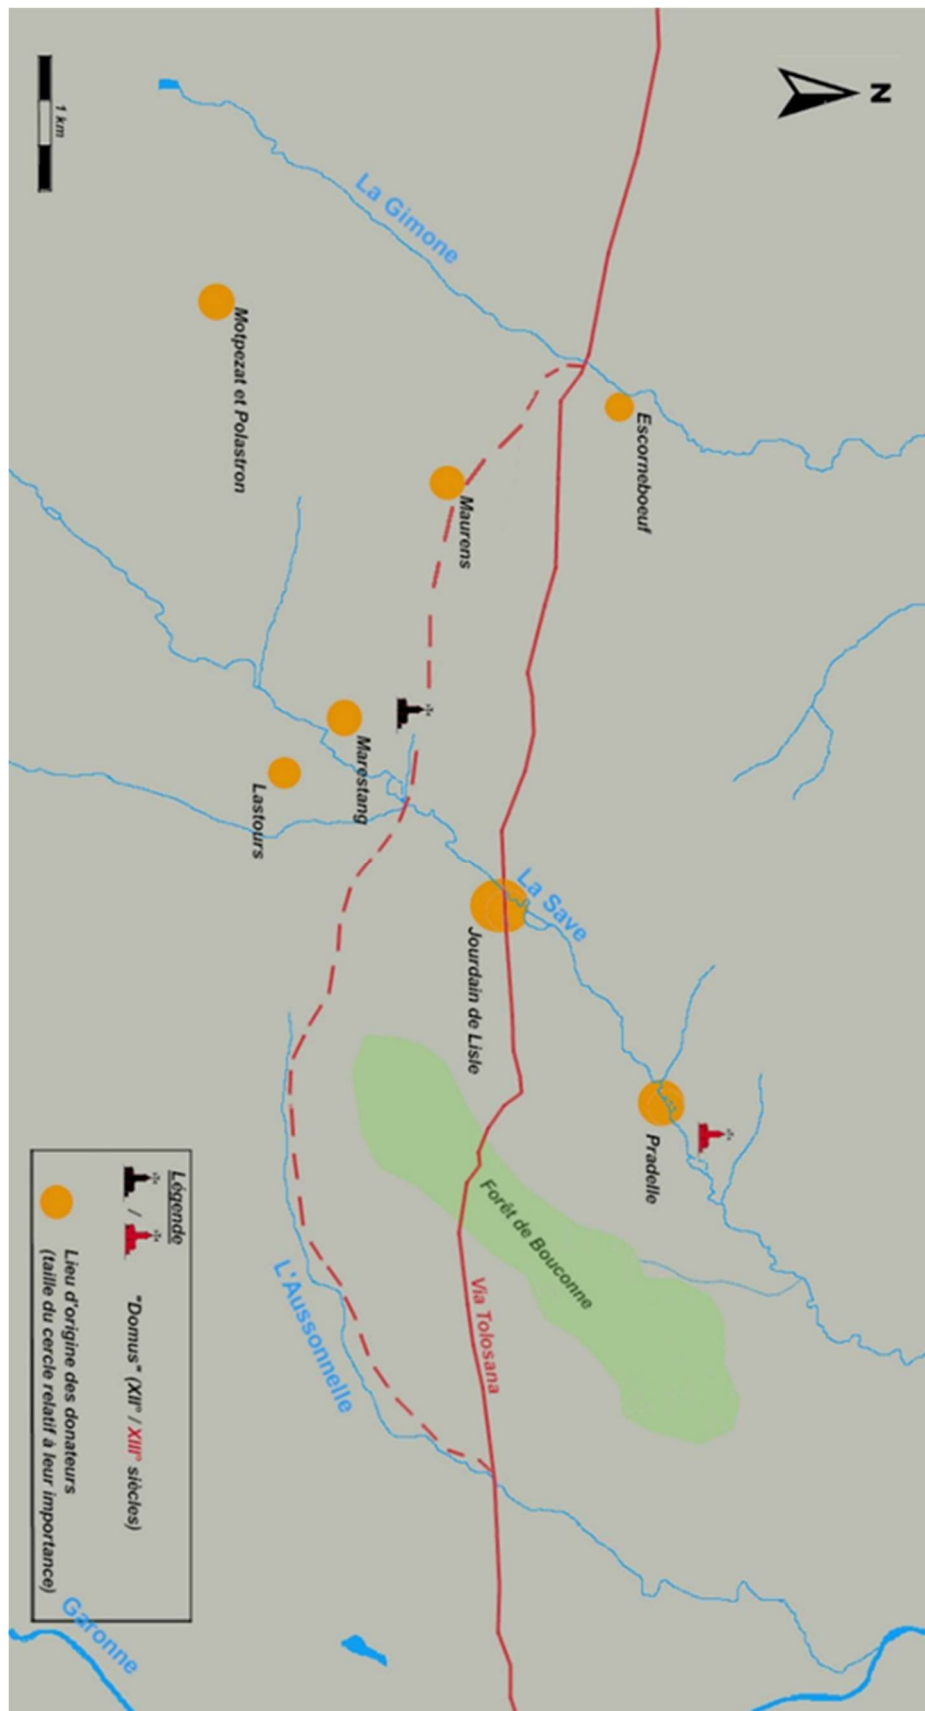 N
1 km
La Gimone
Escorneboeuf
Motpezat et Polastron
Maurens
Marestang
Lastours
La Save
Jourdain de Lisle
Pradelle
Forêt de Bouconne
Via Tolosana
L'Aussonnelle
Garonne
Légende
/ "Domus" (XIIᵉ / XIIIᵉ siècles)
Lieu d'origine des donateurs
(taille du cercle relatif à leur importance)